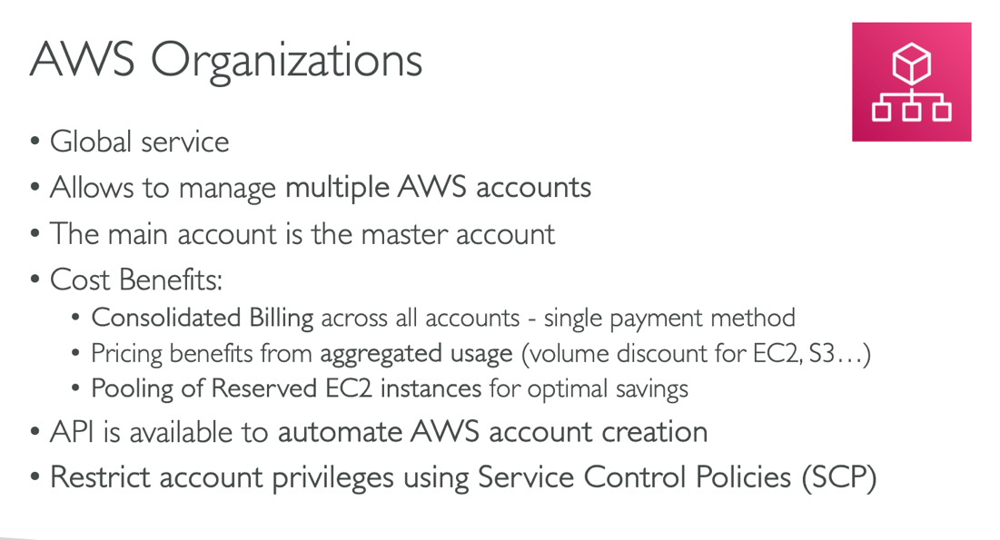 AWS Organizations
• Global service
• Allows to manage multiple AWS accounts
• The main account is the master account
• Cost Benefits:
• Consolidated Billing across all accounts - single payment method
• Pricing benefits from aggregated usage (volume discount for EC2, S3…)
• Pooling of Reserved EC2 instances for optimal savings
• API is available to automate AWS account creation
• Restrict account privileges using Service Control Policies (SCP)